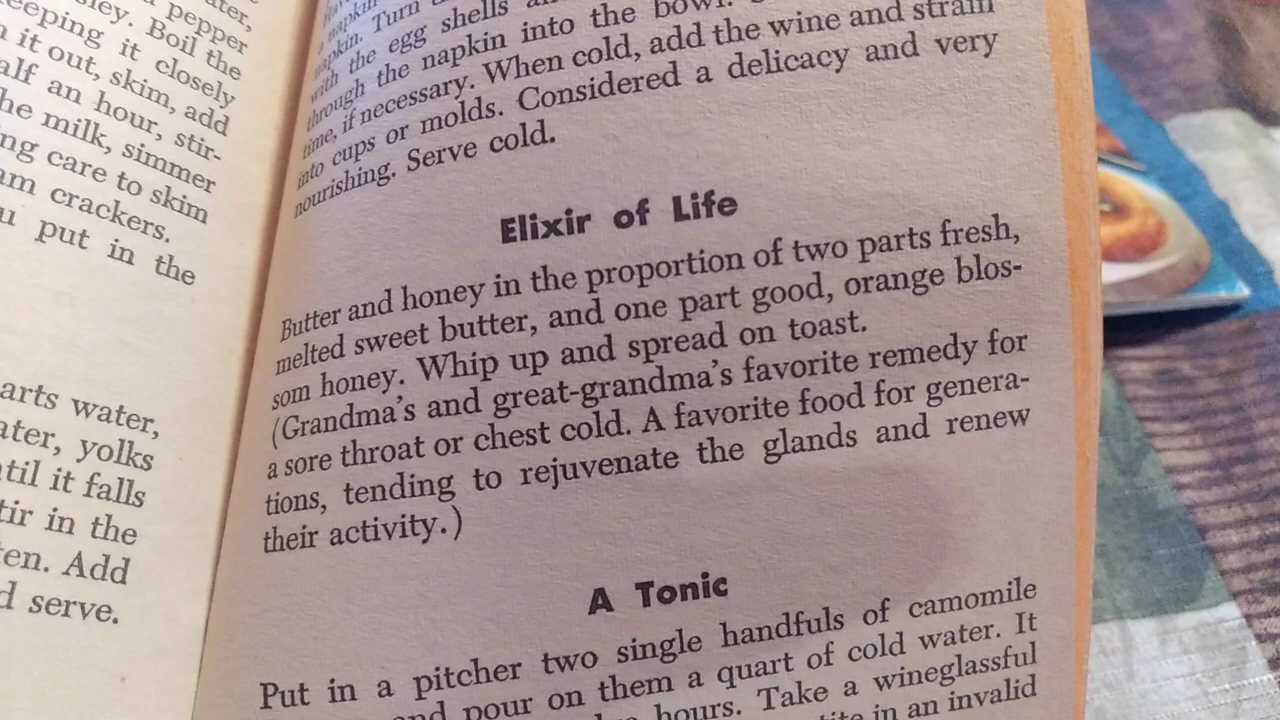 ater,
pepper
sley. Boil the
eeping it closely
it out, skim, add
alf an hour, stir-
he milk, simmer
ng care to skim
am crackers.
u put in the
arts water,
ater, yolks
til it falls
tir in the
en. Add
d serve.
napkin. Turn
with the egg shells
through the napkin into the bowl.
time, if necessary. When cold, add the wine and strain
into cups or molds. Considered a delicacy and very
nourishing. Serve cold.
Elixir of Life
Butter and honey in the proportion of two parts fresh,
melted sweet butter, and one part good, orange blos-
som honey. Whip up and spread on toast.
(Grandma's and great-grandma's favorite remedy for
a sore throat or chest cold. A favorite food for genera-
tions, tending to rejuvenate the glands and renew
their activity.)
A Tonic
Put in a pitcher two single handfuls of camomile
and pour on them a quart of cold water. It
hours. Take a wineglassful
in an invalid